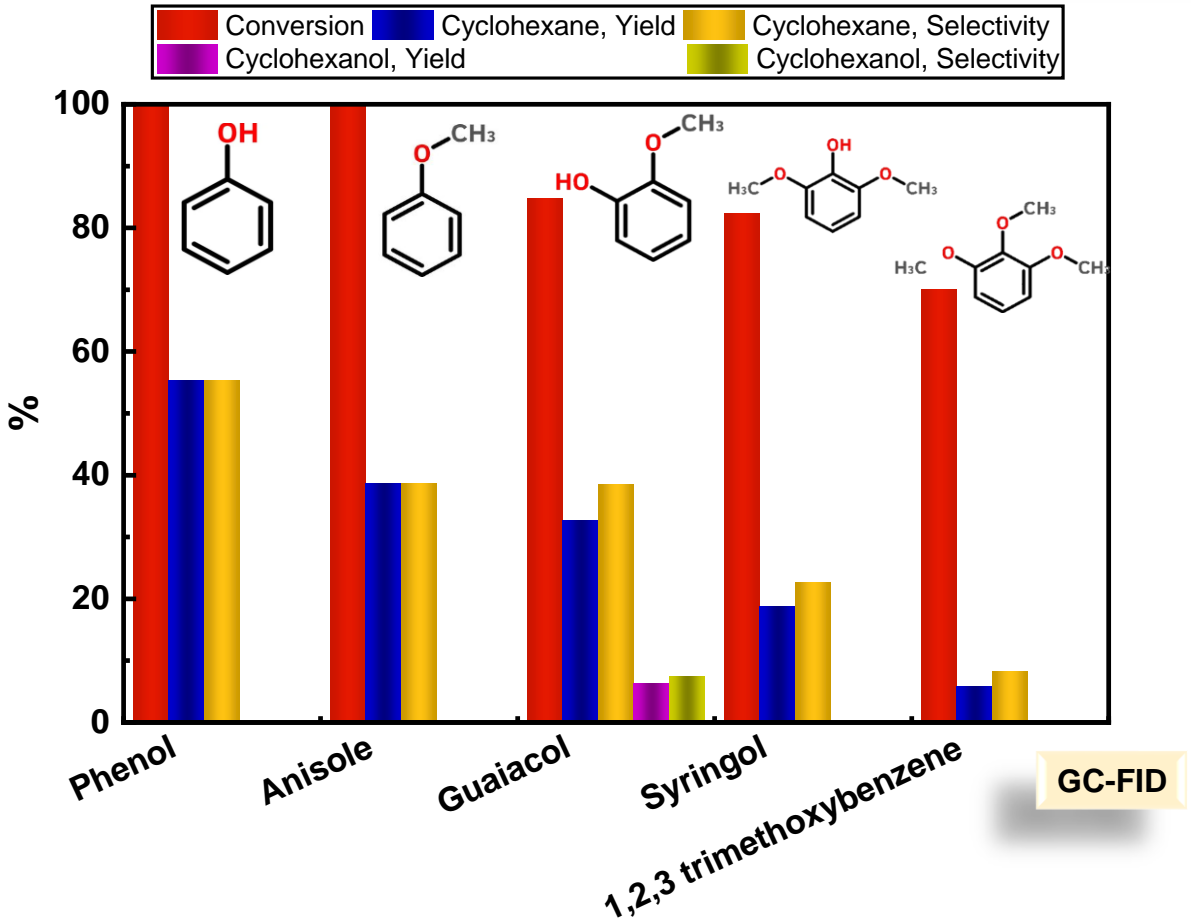 Conversion Cyclohexane, Yield Cyclohexane, Selectivity
Cyclohexanol, Yield Cyclohexanol, Selectivity
100
80
60
40
20
0
%
OH
O CH₃
HO O CH₃
OH
H₃C O O CH₃
O CH₃
H₃C O O CH₃
Phenol
Anisole
Guaiacol
Syringol
1,2,3 trimethoxybenzene
GC-FID